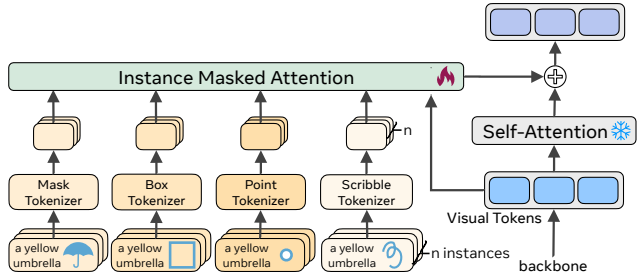 Instance Masked Attention
n
Self-Attention
Mask
Tokenizer
Box
Tokenizer
Point
Tokenizer
Scribble
Tokenizer
Visual Tokens
a yellow
umbrella
a yellow
umbrella
a yellow
umbrella
a yellow
umbrella
n instances
backbone